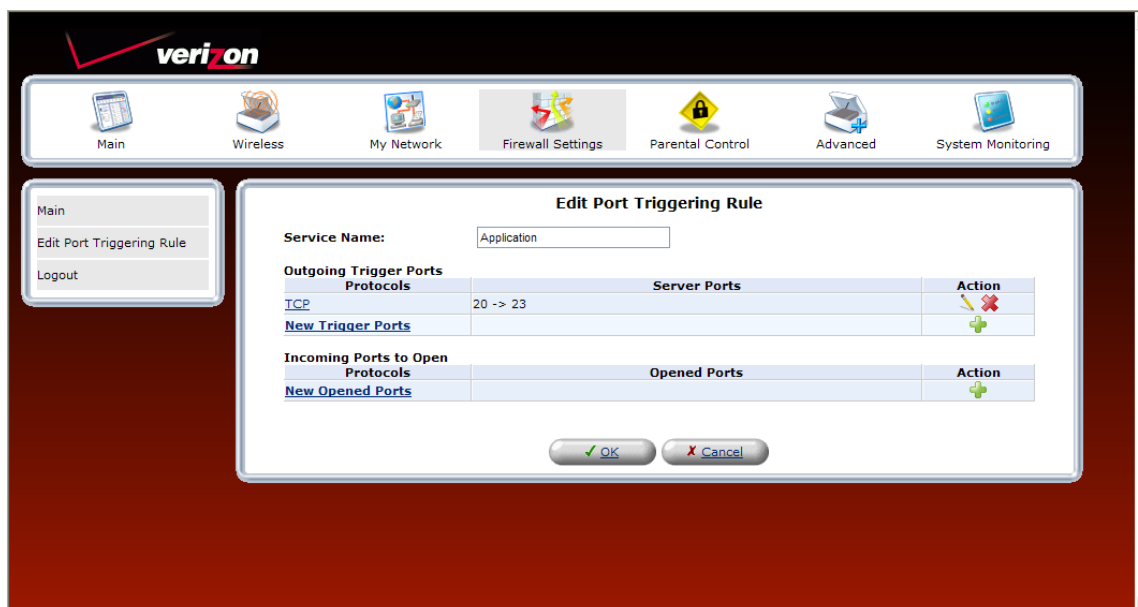 verizon
Main Wireless My Network Firewall Settings Parental Control Advanced System Monitoring
Main
Edit Port Triggering Rule
Logout
Edit Port Triggering Rule
Service Name: Application
Outgoing Trigger Ports
Protocols Server Ports Action
TCP 20 -> 23
New Trigger Ports
Incoming Ports to Open
Protocols Opened Ports Action
New Opened Ports
OK Cancel